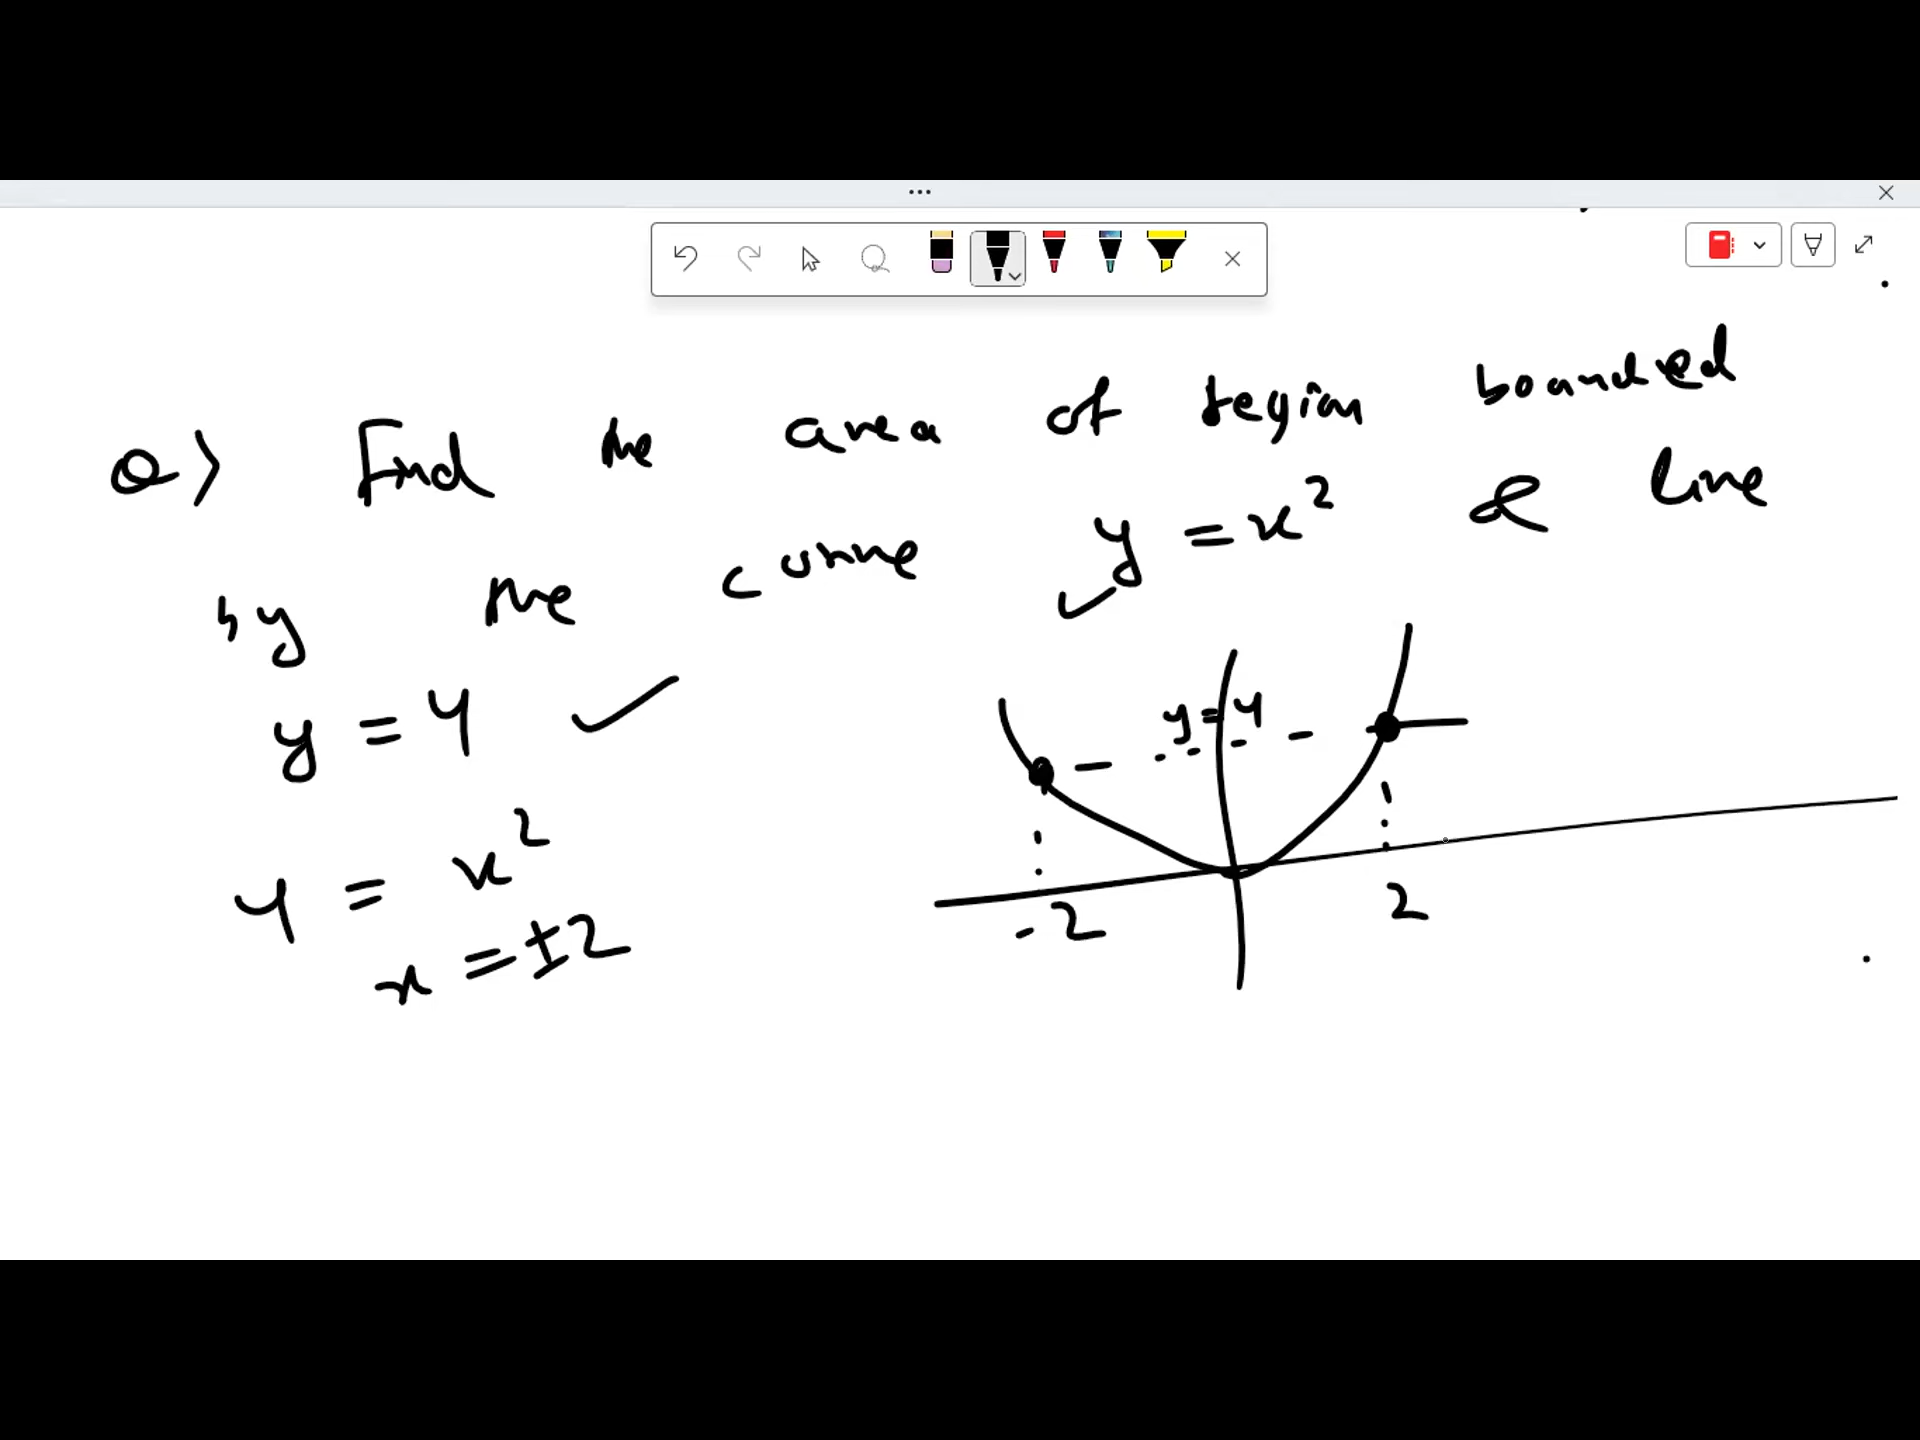 Q) Find the area of region bounded
by the curve y = x² & line
y = 4
y = 4
4 = x²
x = ±2
-2
2